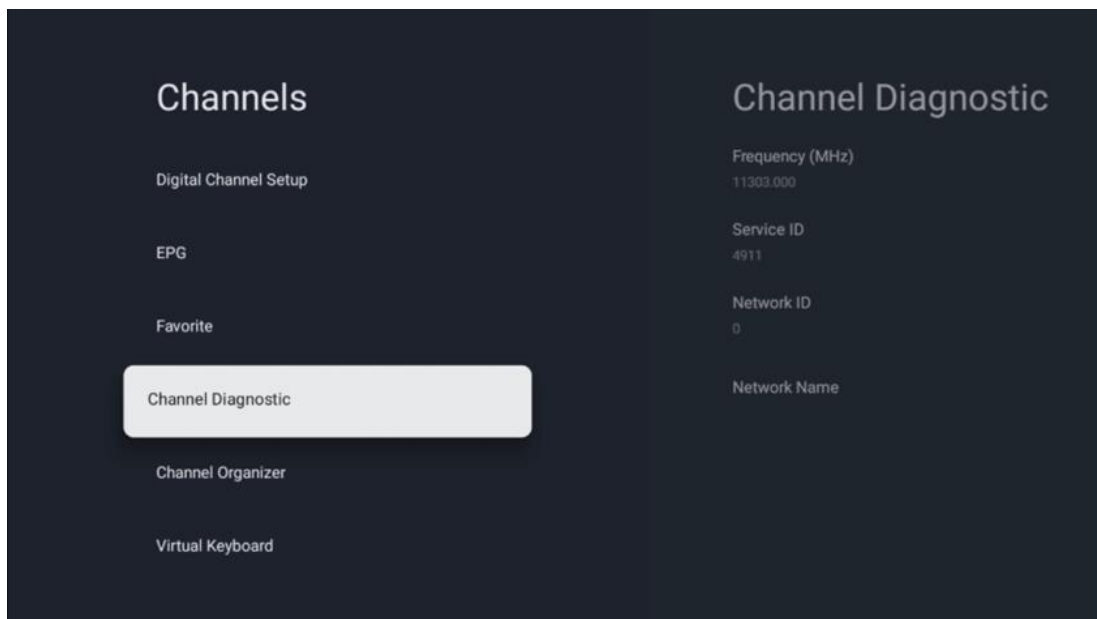 Channels
Digital Channel Setup
EPG
Favorite
Channel Diagnostic
Channel Organizer
Virtual Keyboard
Channel Diagnostic
Frequency (MHz)
11303.000
Service ID
4911
Network ID
0
Network Name